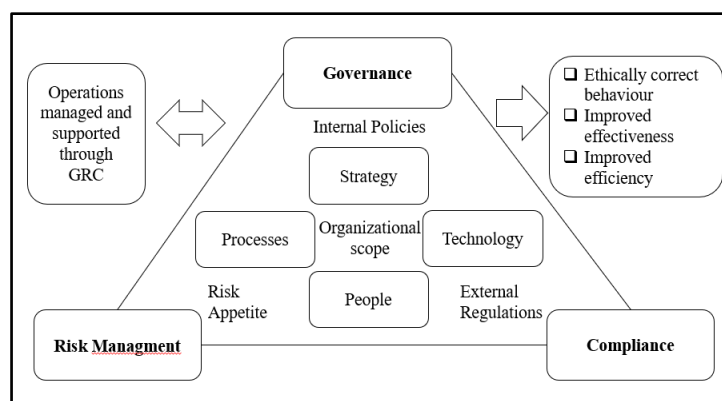 Governance
Operations
managed and
supported
through
GRC
❑ Ethically correct
behaviour
❑ Improved
effectiveness
❑ Improved
efficiency
Internal Policies
Strategy
Processes
Organizational
scope
Technology
People
Risk
Appetite
External
Regulations
Risk Managment
Compliance